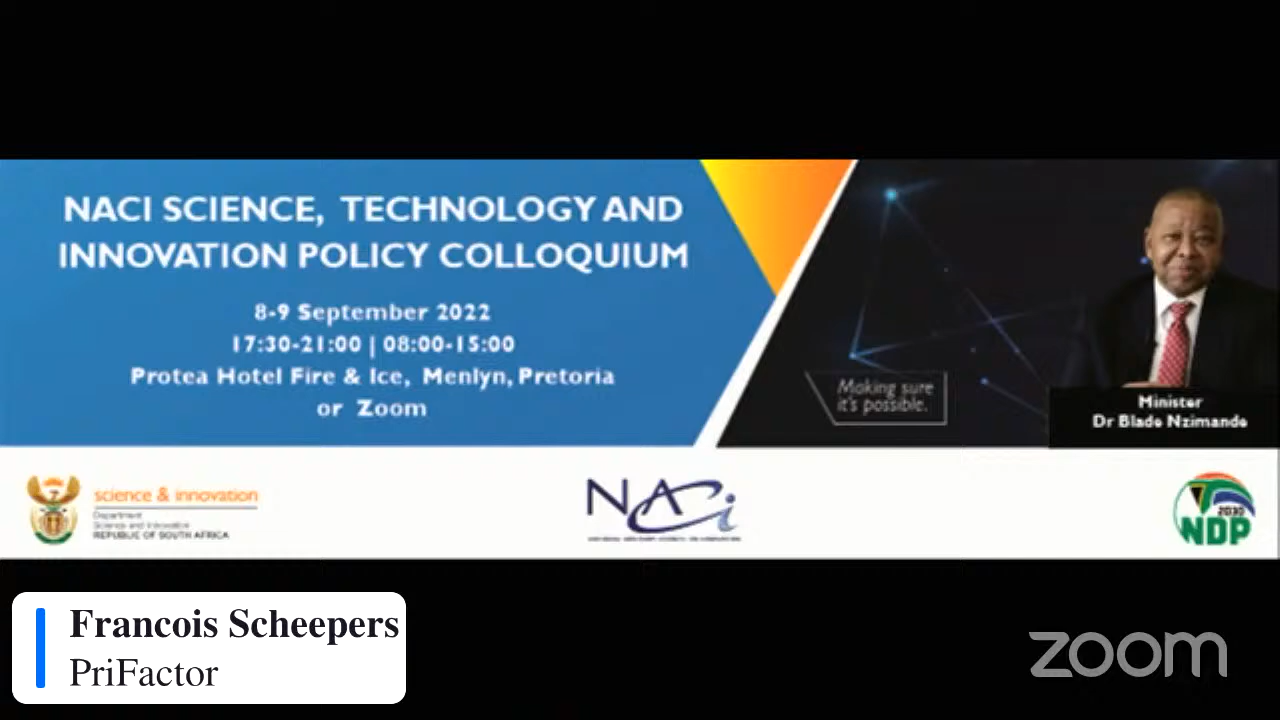 NACI SCIENCE, TECHNOLOGY AND
INNOVATION POLICY COLLOQUIUM
8-9 September 2022
17:30-21:00 | 08:00-15:00
Protea Hotel Fire & Ice, Menlyn, Pretoria
or Zoom
Making sure
it's possible.
Minister
Dr Blade Nzimande
science & innovation
Department
Science and Innovation
REPUBLIC OF SOUTH AFRICA
NACi
2030
NDP
Francois Scheepers
PriFactor
zoom